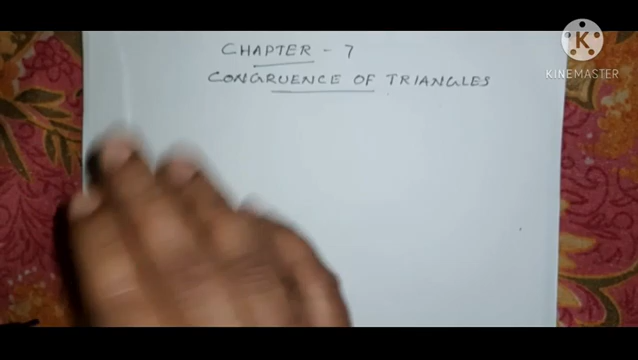 CHAPTER - 7
CONGRUENCE OF TRIANGLES
K
KINEMASTER